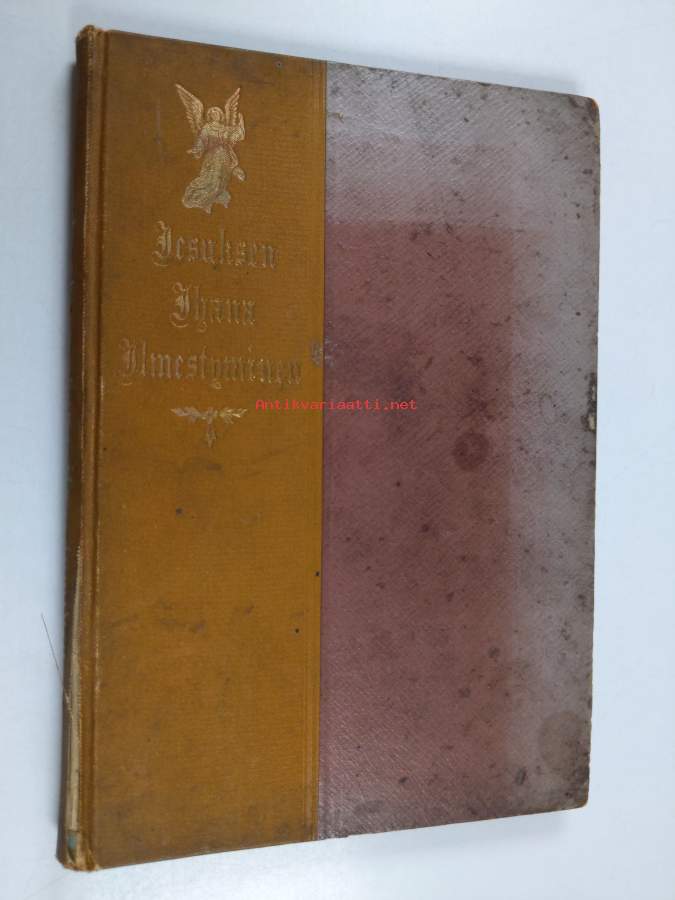 Jesuksen
Ihana
Ilmestyminen
Antikvariaatti.net